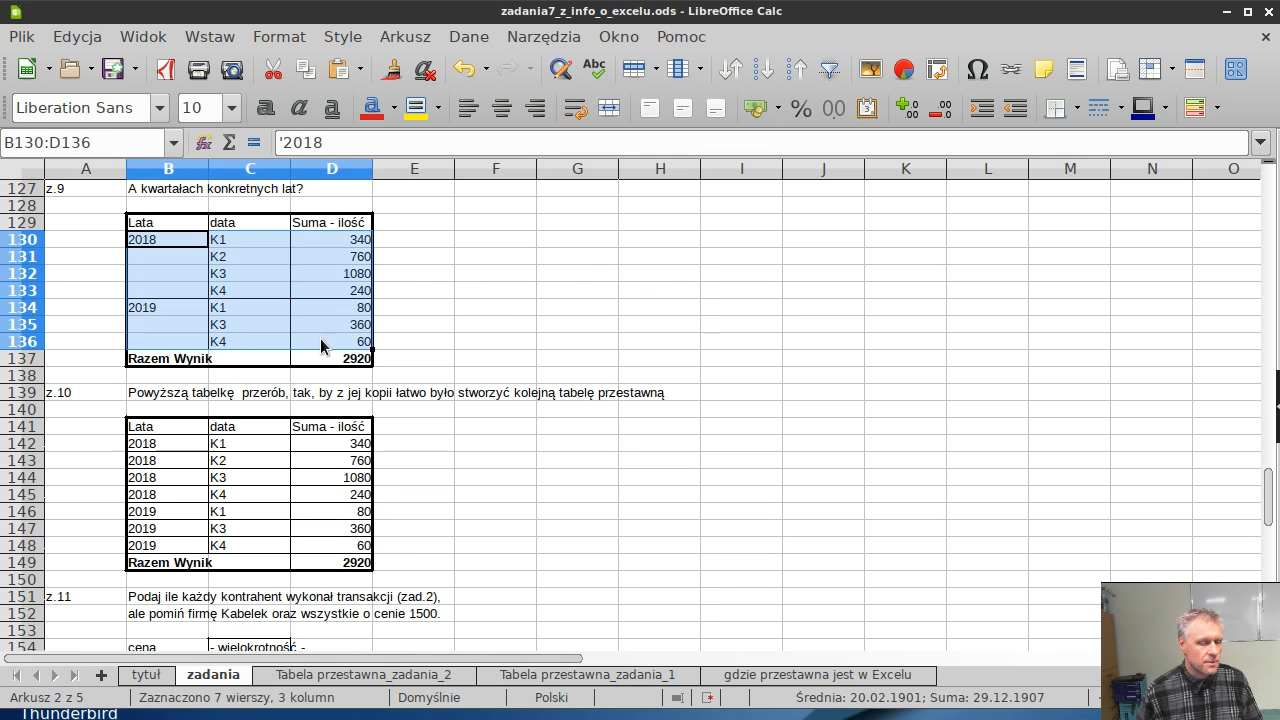 zadania7_z_info_o_excelu.ods - LibreOffice Calc
Plik Edycja Widok Wstaw Format Style Arkusz Dane Narzędzia Okno Pomoc
Liberation Sans 10
B130:D136 '2018
A B C D E F G H I J K L M N O
127 z.9 A kwartałach konkretnych lat?
128
129 Lata data Suma - ilość
130 2018 K1 340
131 K2 760
132 K3 1080
133 K4 240
134 2019 K1 80
135 K3 360
136 K4 60
137 Razem Wynik 2920
138
139 z.10 Powyższą tabelkę  przerób, tak, by z jej kopii łatwo było stworzyć kolejną tabelę przestawną
140
141 Lata data Suma - ilość
142 2018 K1 340
143 2018 K2 760
144 2018 K3 1080
145 2018 K4 240
146 2019 K1 80
147 2019 K3 360
148 2019 K4 60
149 Razem Wynik 2920
150
151 z.11 Podaj ile każdy kontrahent wykonał transakcji (zad.2),
152 ale pomiń firmę Kabelek oraz wszystkie o cenie 1500.
153
154 cena - wielokrotność -
tytuł zadania Tabela przestawna_zadania_2 Tabela przestawna_zadania_1 gdzie przestawna jest w Excelu
Arkusz 2 z 5 Zaznaczono 7 wierszy, 3 kolumn Domyślnie Polski Średnia: 20.02.1901; Suma: 29.12.1907
Thunderbird